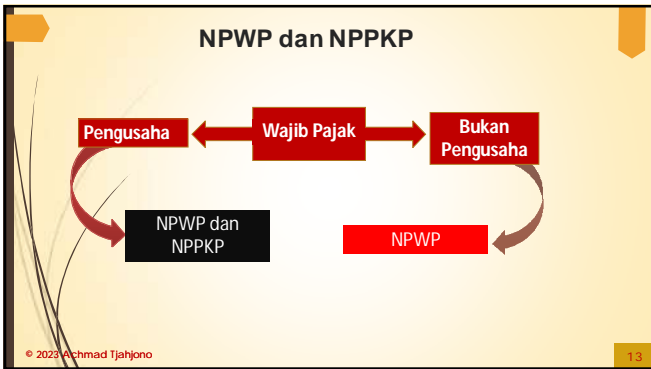 NPWP dan NPPKP
Pengusaha
Wajib Pajak
Bukan
Pengusaha
NPWP dan
NPPKP
NPWP
© 2023 Achmad Tjahjono
13